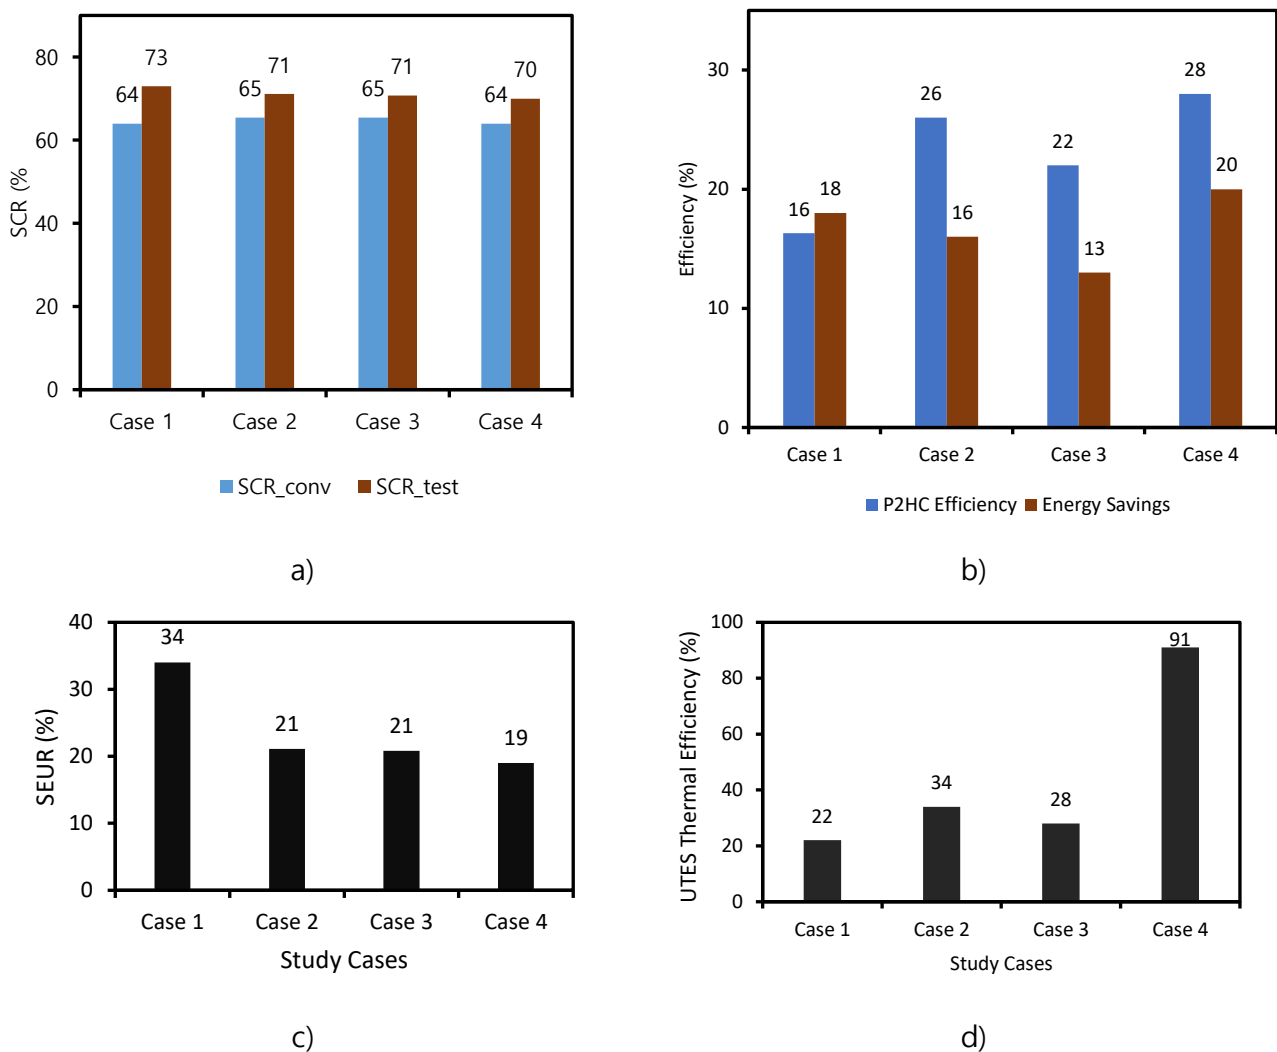 SCR (%
80
60
40
20
0
64 73 65 71 65 71 64 70
Case 1 Case 2 Case 3 Case 4
SCR_conv SCR_test
a)
Efficiency (%)
30
20
10
0
16 18 26 16 22 13 28 20
Case 1 Case 2 Case 3 Case 4
P2HC Efficiency Energy Savings
b)
SEUR (%)
40
30
20
10
0
34 21 21 19
Case 1 Case 2 Case 3 Case 4
Study Cases
c)
UTES Thermal Efficiency (%)
100
80
60
40
20
0
22 34 28 91
Case 1 Case 2 Case 3 Case 4
Study Cases
d)